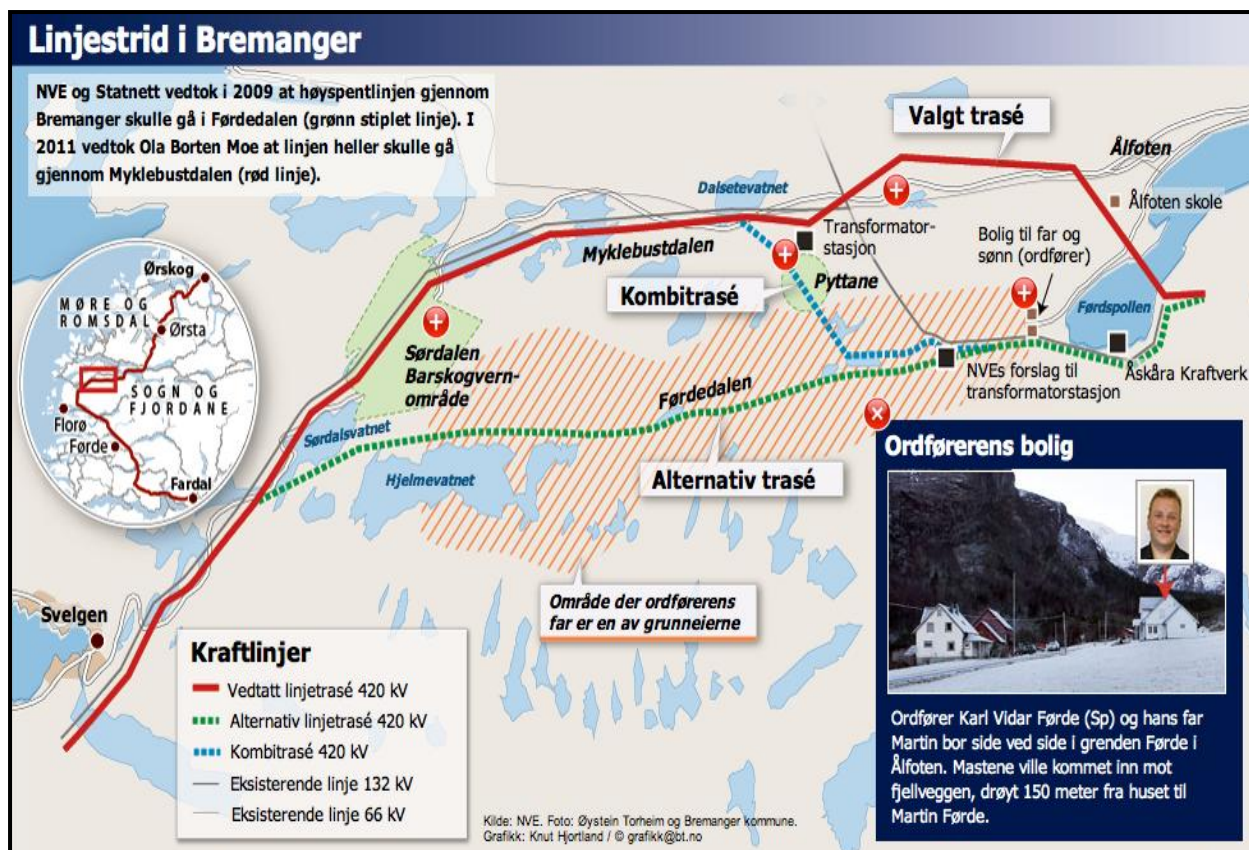 Linjestrid i Bremanger
NVE og Statnett vedtok i 2009 at høyspentlinjen gjennom
Bremanger skulle gå i Førdedalen (grønn stiplet linje). I
2011 vedtok Ola Borten Moe at linjen heller skulle gå
gjennom Myklebustdalen (rød linje).
Valgt trasé
Ålfoten
Dalsetevatnet
Ålfoten skole
Transformator-
stasjon
Bolig til far og
sønn (ordfører)
Myklebustdalen
Pyttane
Kombitrasé
Førdspollen
Ørskog
MØRE OG
ROMSDAL
Ørsta
SOGN OG
FJORDANE
Florø
Førde
Fardal
Sørdalen
Barskogvern-
område
Førdedalen
NVEs forslag til
transformatorstasjon
Åskåra Kraftverk
Sørdalsvatnet
Hjelmevatnet
Alternativ trasé
Område der ordførerens
far er en av grunneierne
Svelgen
Kraftlinjer
Vedtatt linjetrasé 420 kV
Alternativ linjetrasé 420 kV
Kombitrasé 420 kV
Eksisterende linje 132 kV
Eksisterende linje 66 kV
Kilde: NVE. Foto: Øystein Torheim og Bremanger kommune.
Grafikk: Knut Hjortland / © grafikk@bt.no
Ordførerens bolig
Ordfører Karl Vidar Førde (Sp) og hans far
Martin bor side ved side i grenden Førde i
Ålfoten. Mastene ville kommet inn mot
fjellveggen, drøyt 150 meter fra huset til
Martin Førde.